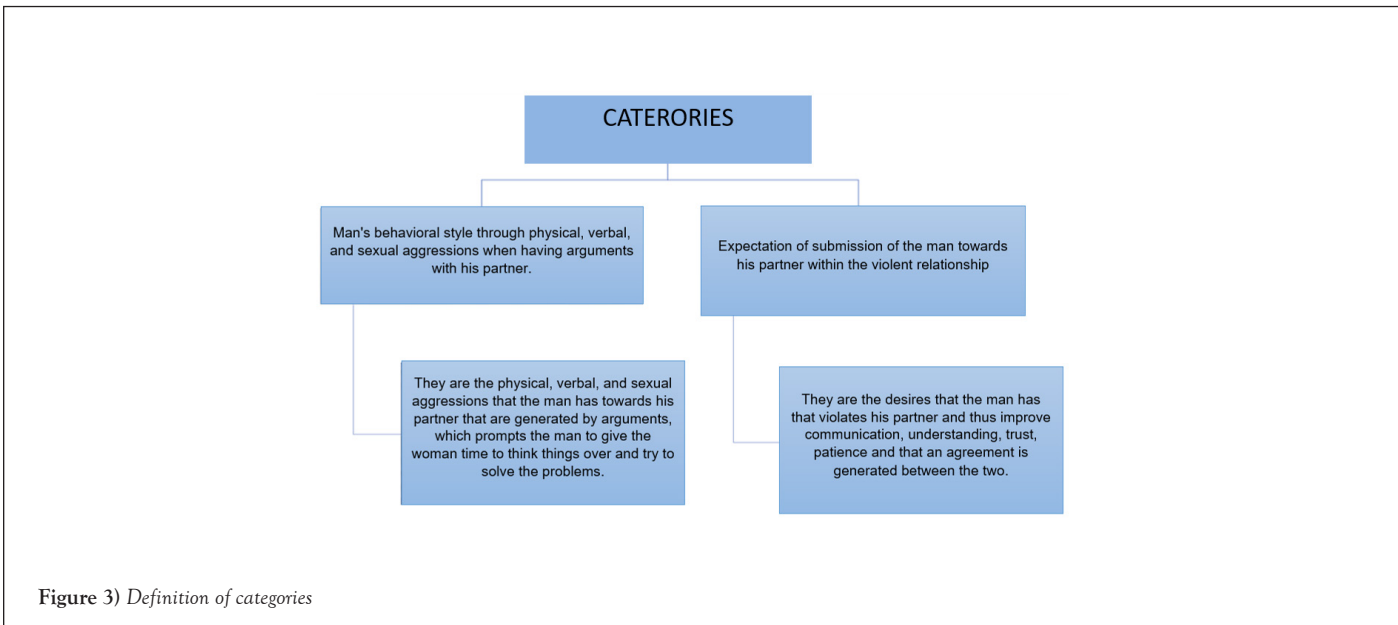 CATERORIES
Man's behavioral style through physical, verbal,
and sexual aggressions when having arguments
with his partner.
Expectation of submission of the man towards
his partner within the violent relationship
They are the physical, verbal, and sexual
aggressions that the man has towards his
partner that are generated by arguments,
which prompts the man to give the
woman time to think things over and try to
solve the problems.
They are the desires that the man has
that violates his partner and thus improve
communication, understanding, trust,
patience and that an agreement is
generated between the two.
Figure 3) Definition of categories